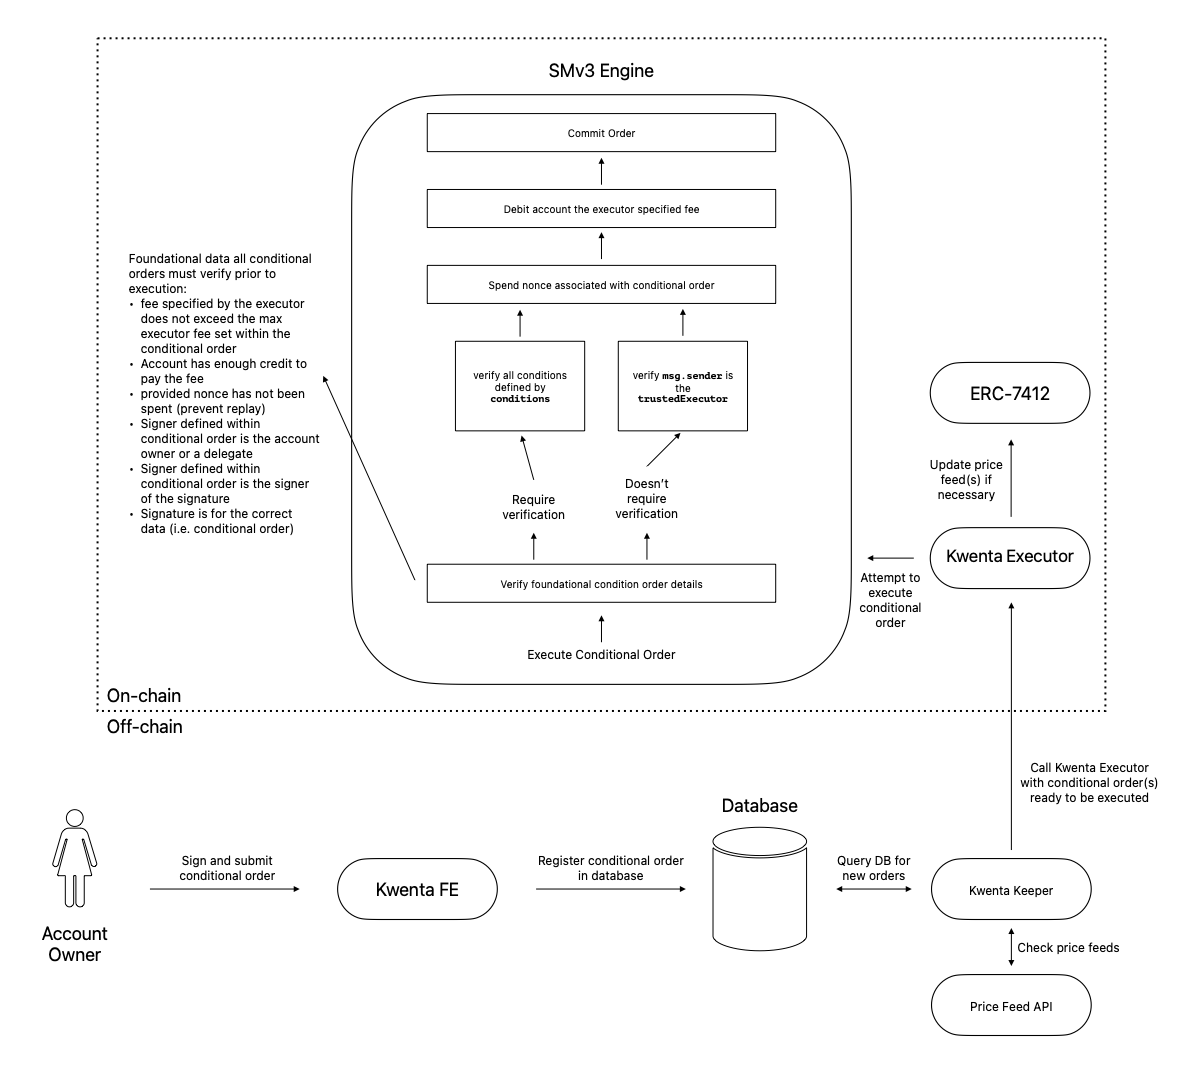 SMv3 Engine
Commit Order
Debit account the executor specified fee
Spend nonce associated with conditional order
verify all conditions
defined by
conditions
verify msg.sender is
the
trustedExecutor
Require
verification
Doesn't
require
verification
Verify foundational condition order details
Execute Conditional Order
Foundational data all conditional
orders must verify prior to
execution:
• fee specified by the executor
does not exceed the max
executor fee set within the
conditional order
• Account has enough credit to
pay the fee
• provided nonce has not been
spent (prevent replay)
• Signer defined within
conditional order is the account
owner or a delegate
• Signer defined within
conditional order is the signer
of the signature
• Signature is for the correct
data (i.e. conditional order)
ERC-7412
Update price
feed(s) if
necessary
Kwenta Executor
Attempt to
execute
conditional
order
On-chain
Off-chain
Call Kwenta Executor
with conditional order(s)
ready to be executed
Account
Owner
Sign and submit
conditional order
Kwenta FE
Register conditional order
in database
Database
Query DB for
new orders
Kwenta Keeper
Check price feeds
Price Feed API